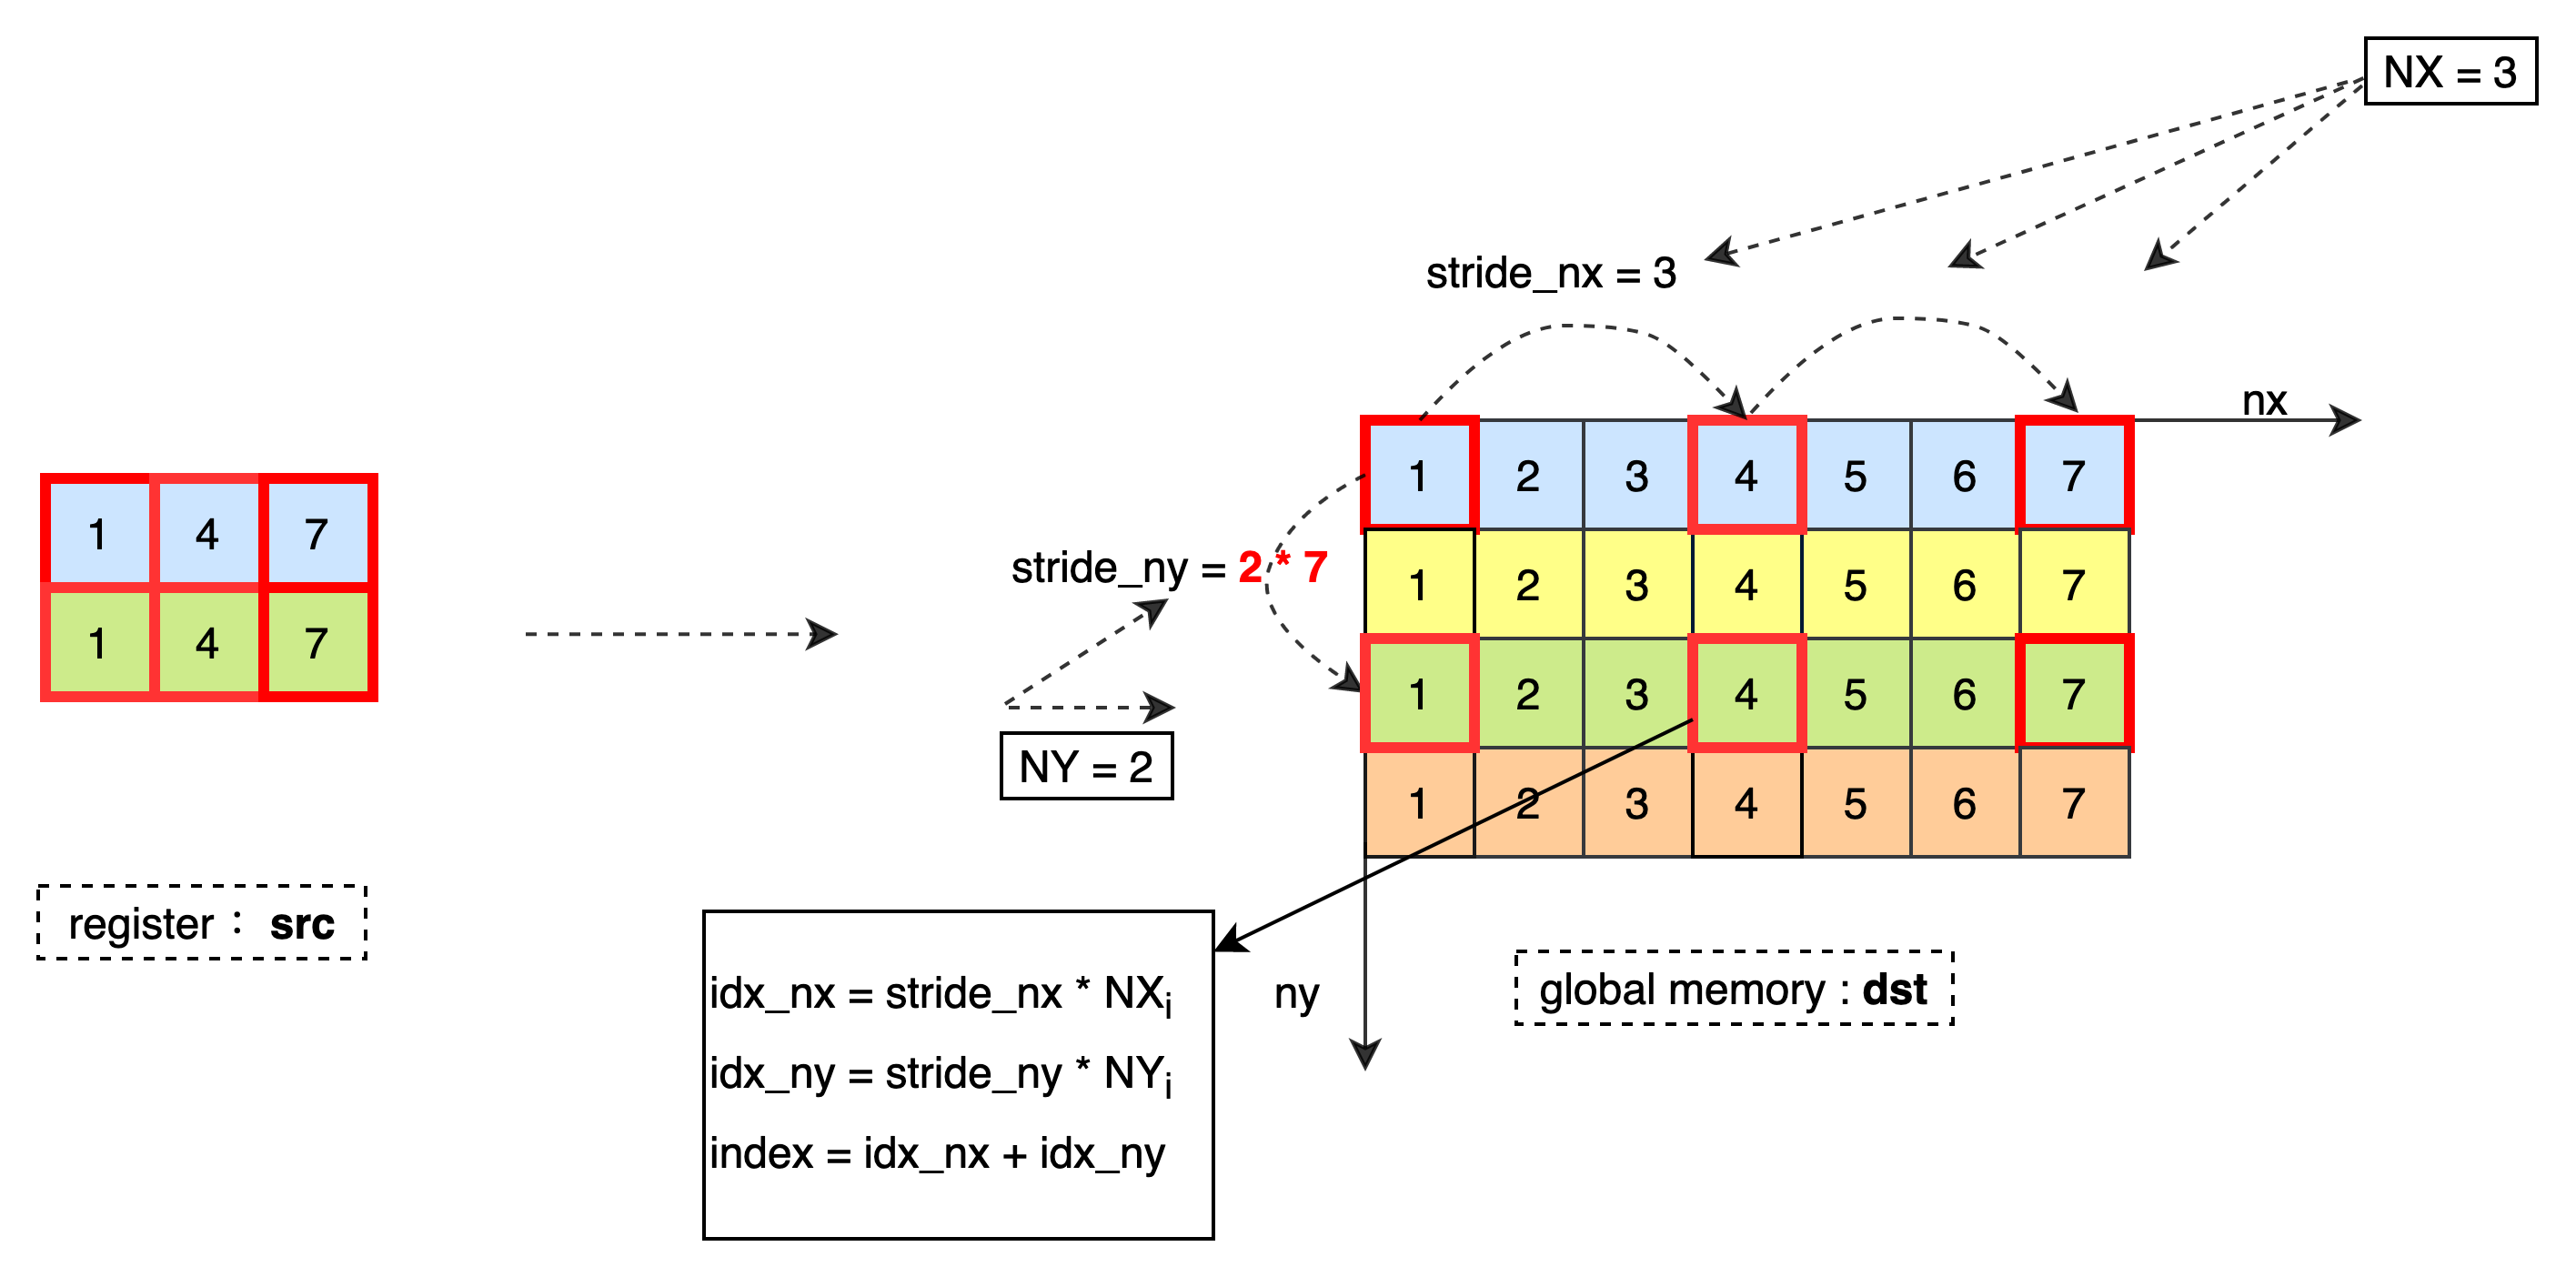 NX = 3
stride_nx = 3
nx
1 4 7
1 4 7
stride_ny = 2 * 7
NY = 2
1 2 3 4 5 6 7
1 2 3 4 5 6 7
1 2 3 4 5 6 7
1 2 3 4 5 6 7
register： src
idx_nx = stride_nx * NXi
idx_ny = stride_ny * NYi
index = idx_nx + idx_ny
ny
global memory : dst